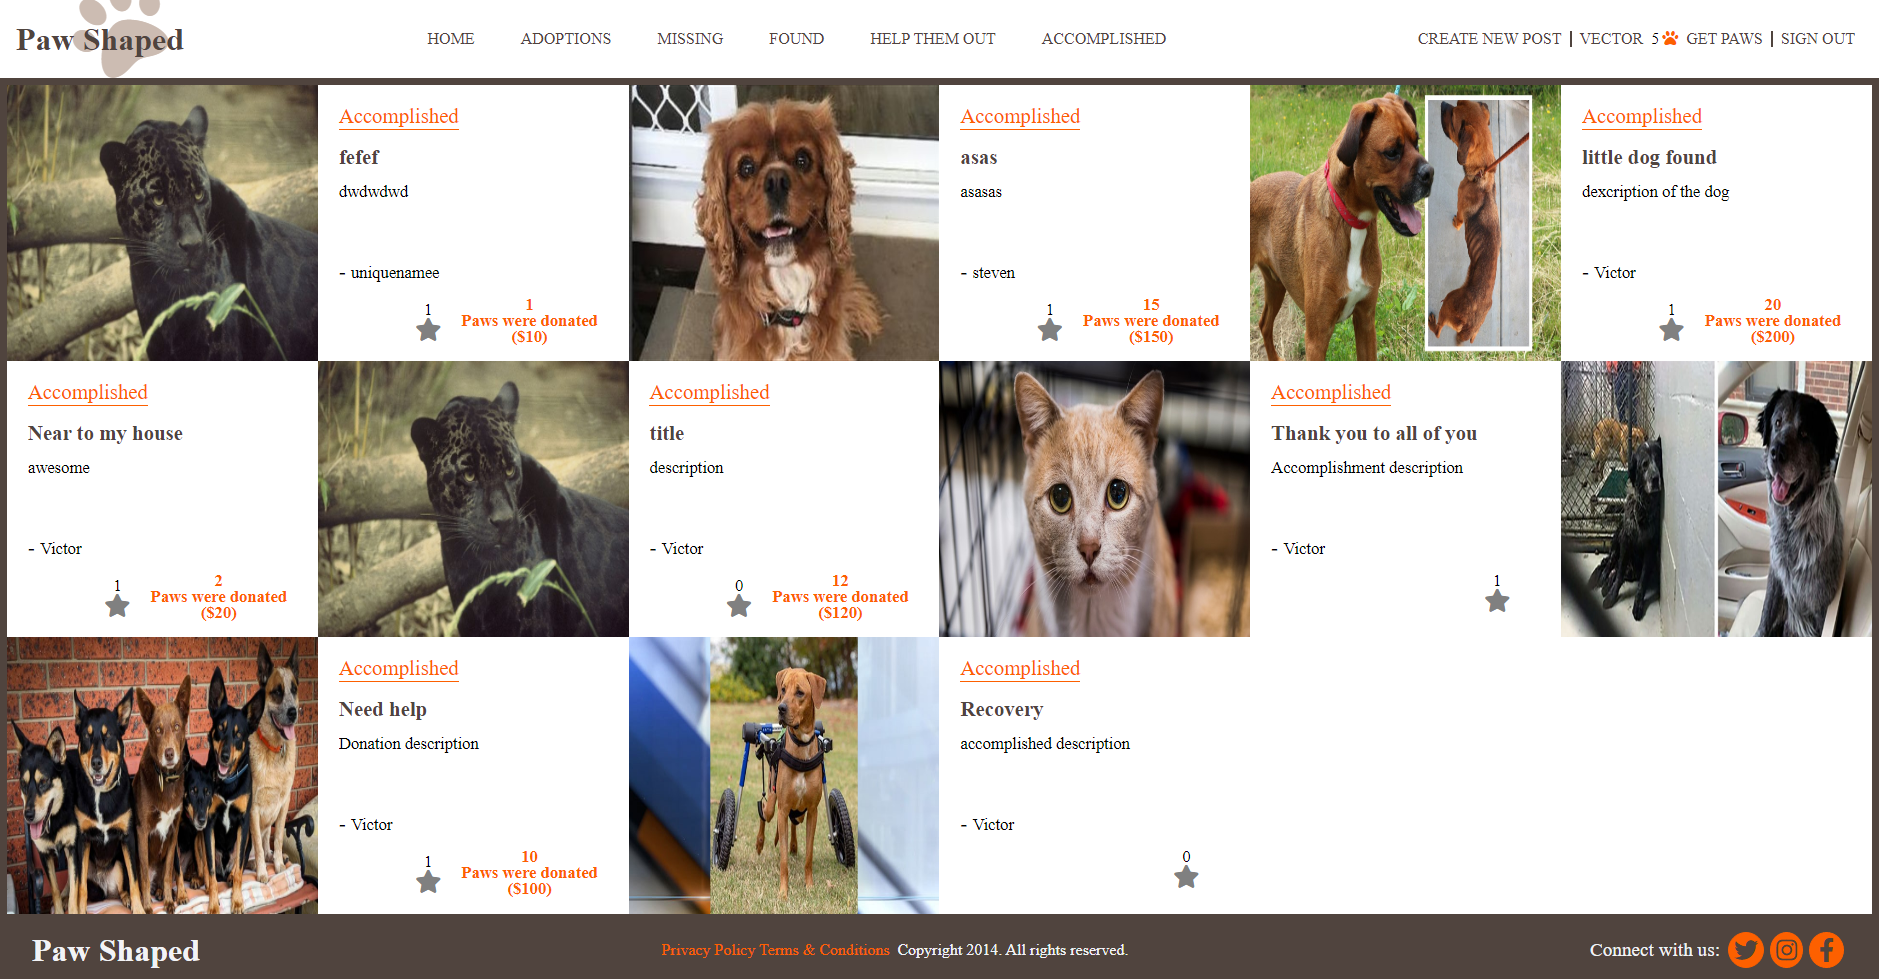 Paw Shaped
HOME ADOPTIONS MISSING FOUND HELP THEM OUT ACCOMPLISHED
CREATE NEW POST | VECTOR 5 GET PAWS | SIGN OUT
Accomplished
fefef
dwdwdwd
- uniquenamee
1
1
Paws were donated
($10)
Accomplished
asas
asasas
- steven
1
15
Paws were donated
($150)
Accomplished
little dog found
dexcription of the dog
- Victor
1
20
Paws were donated
($200)
Accomplished
Near to my house
awesome
- Victor
1
2
Paws were donated
($20)
Accomplished
title
description
- Victor
0
12
Paws were donated
($120)
Accomplished
Thank you to all of you
Accomplishment description
- Victor
1
Accomplished
Need help
Donation description
- Victor
1
10
Paws were donated
($100)
Accomplished
Recovery
accomplished description
- Victor
0
Paw Shaped
Privacy Policy Terms & Conditions Copyright 2014. All rights reserved.
Connect with us: